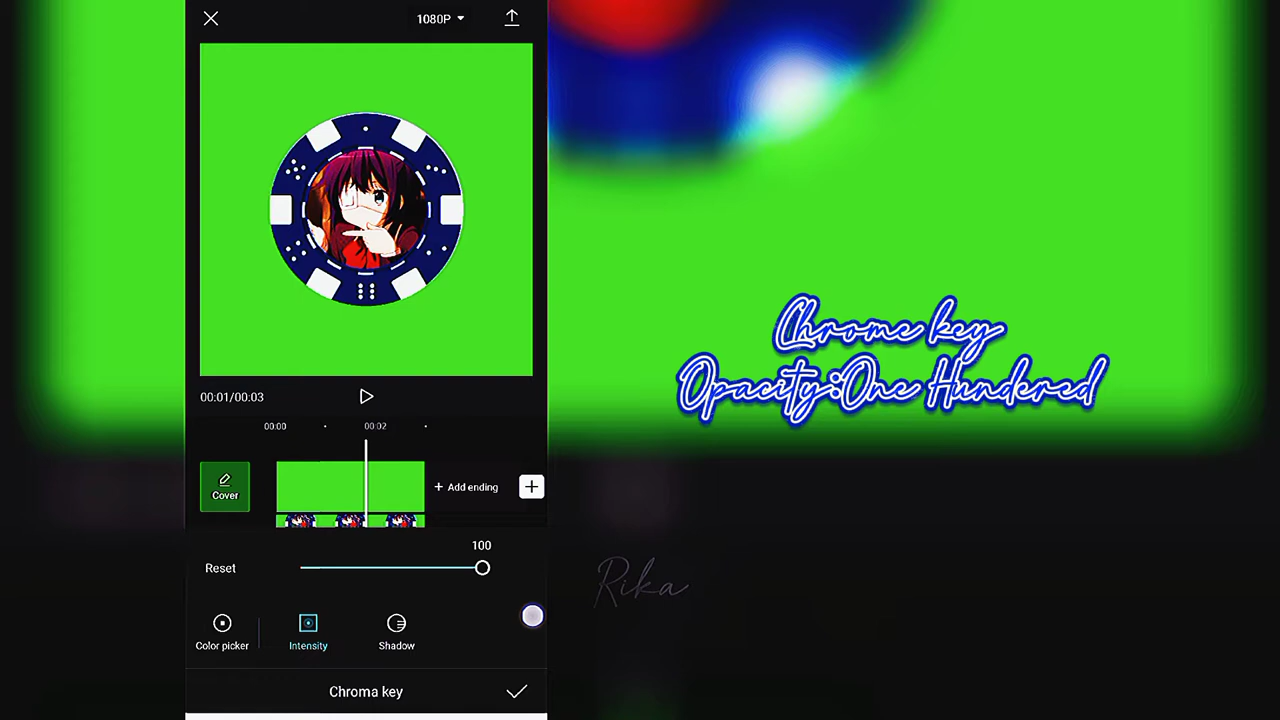 1080P
00:01/00:03
00:00
00:02
Cover
+ Add ending
100
Reset
Color picker
Intensity
Shadow
Chroma key
Chrome key
Opacity:One Hundered
Rika